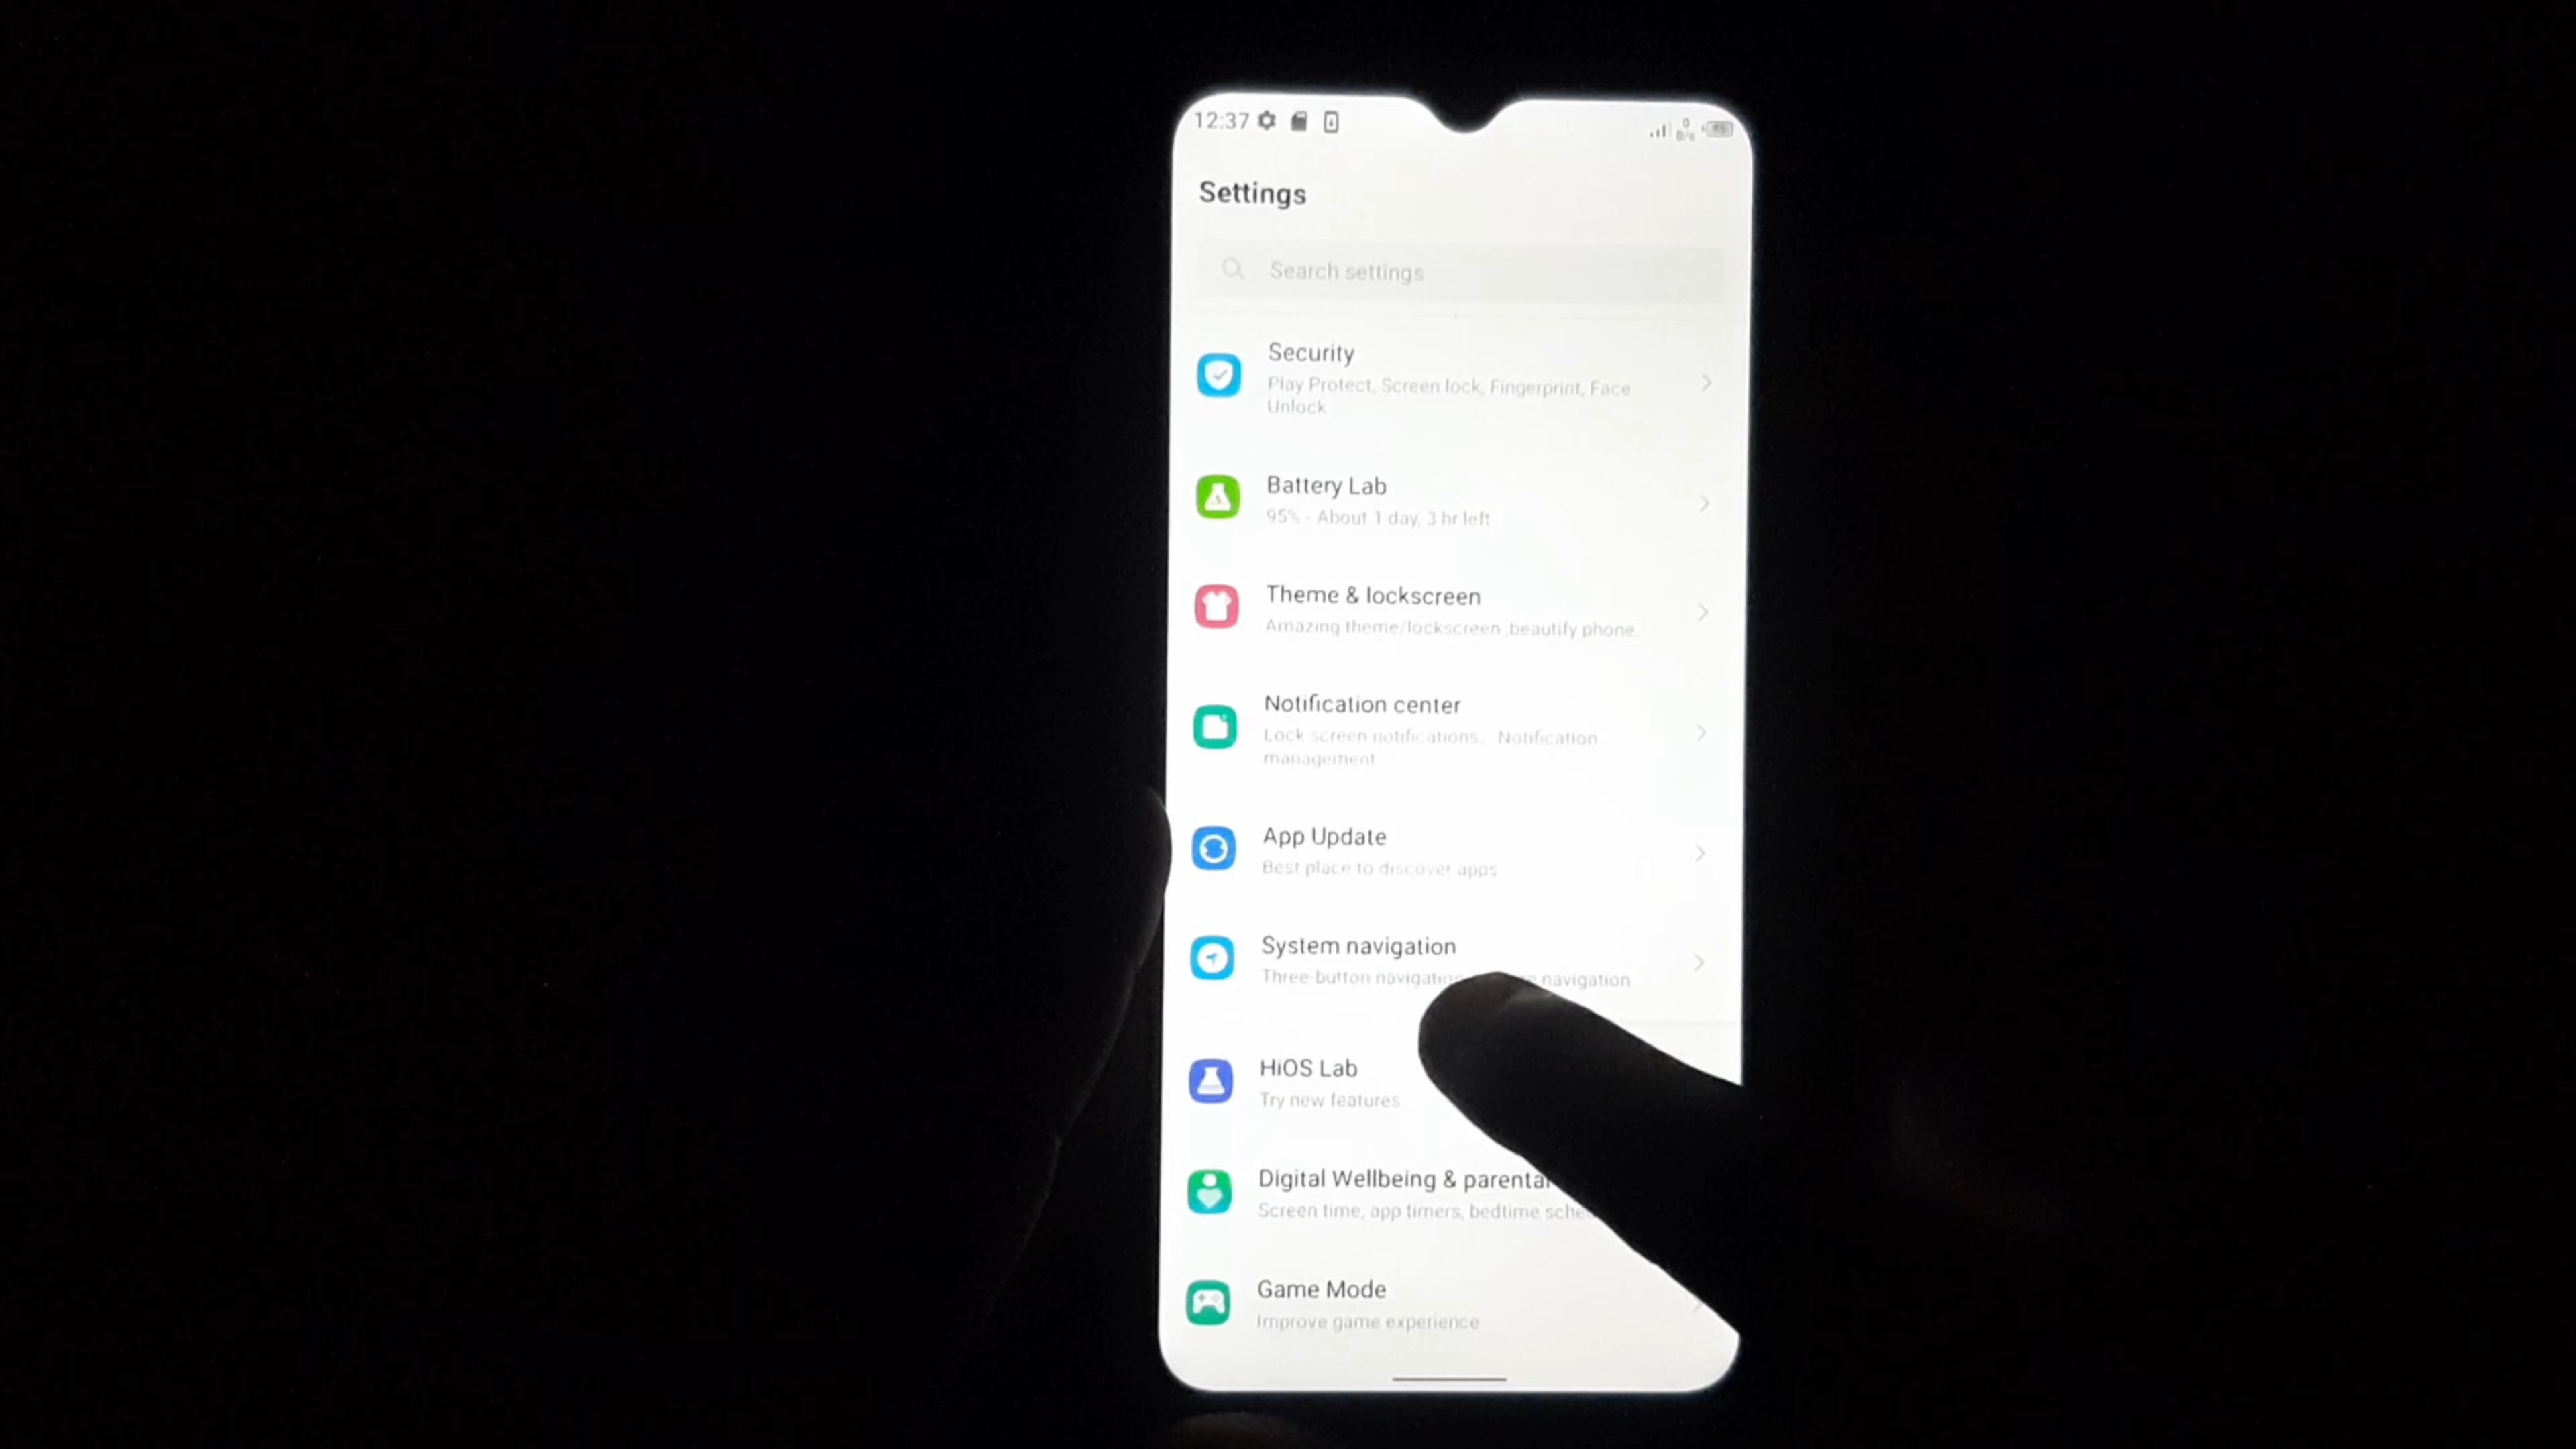 12:37
0
B/s
95
Settings
Search settings
Security
Play Protect, Screen lock, Fingerprint, Face
Unlock
Battery Lab
95% - About 1 day, 3 hr left
Theme & lockscreen
Amazing theme/lockscreen ,beautify phone.
Notification center
Lock screen notifications、Notification
management
App Update
Best place to discover apps
System navigation
Three-button navigation navigation
HiOS Lab
Try new features
Digital Wellbeing & parental
Screen time, app timers, bedtime sche
Game Mode
Improve game experience